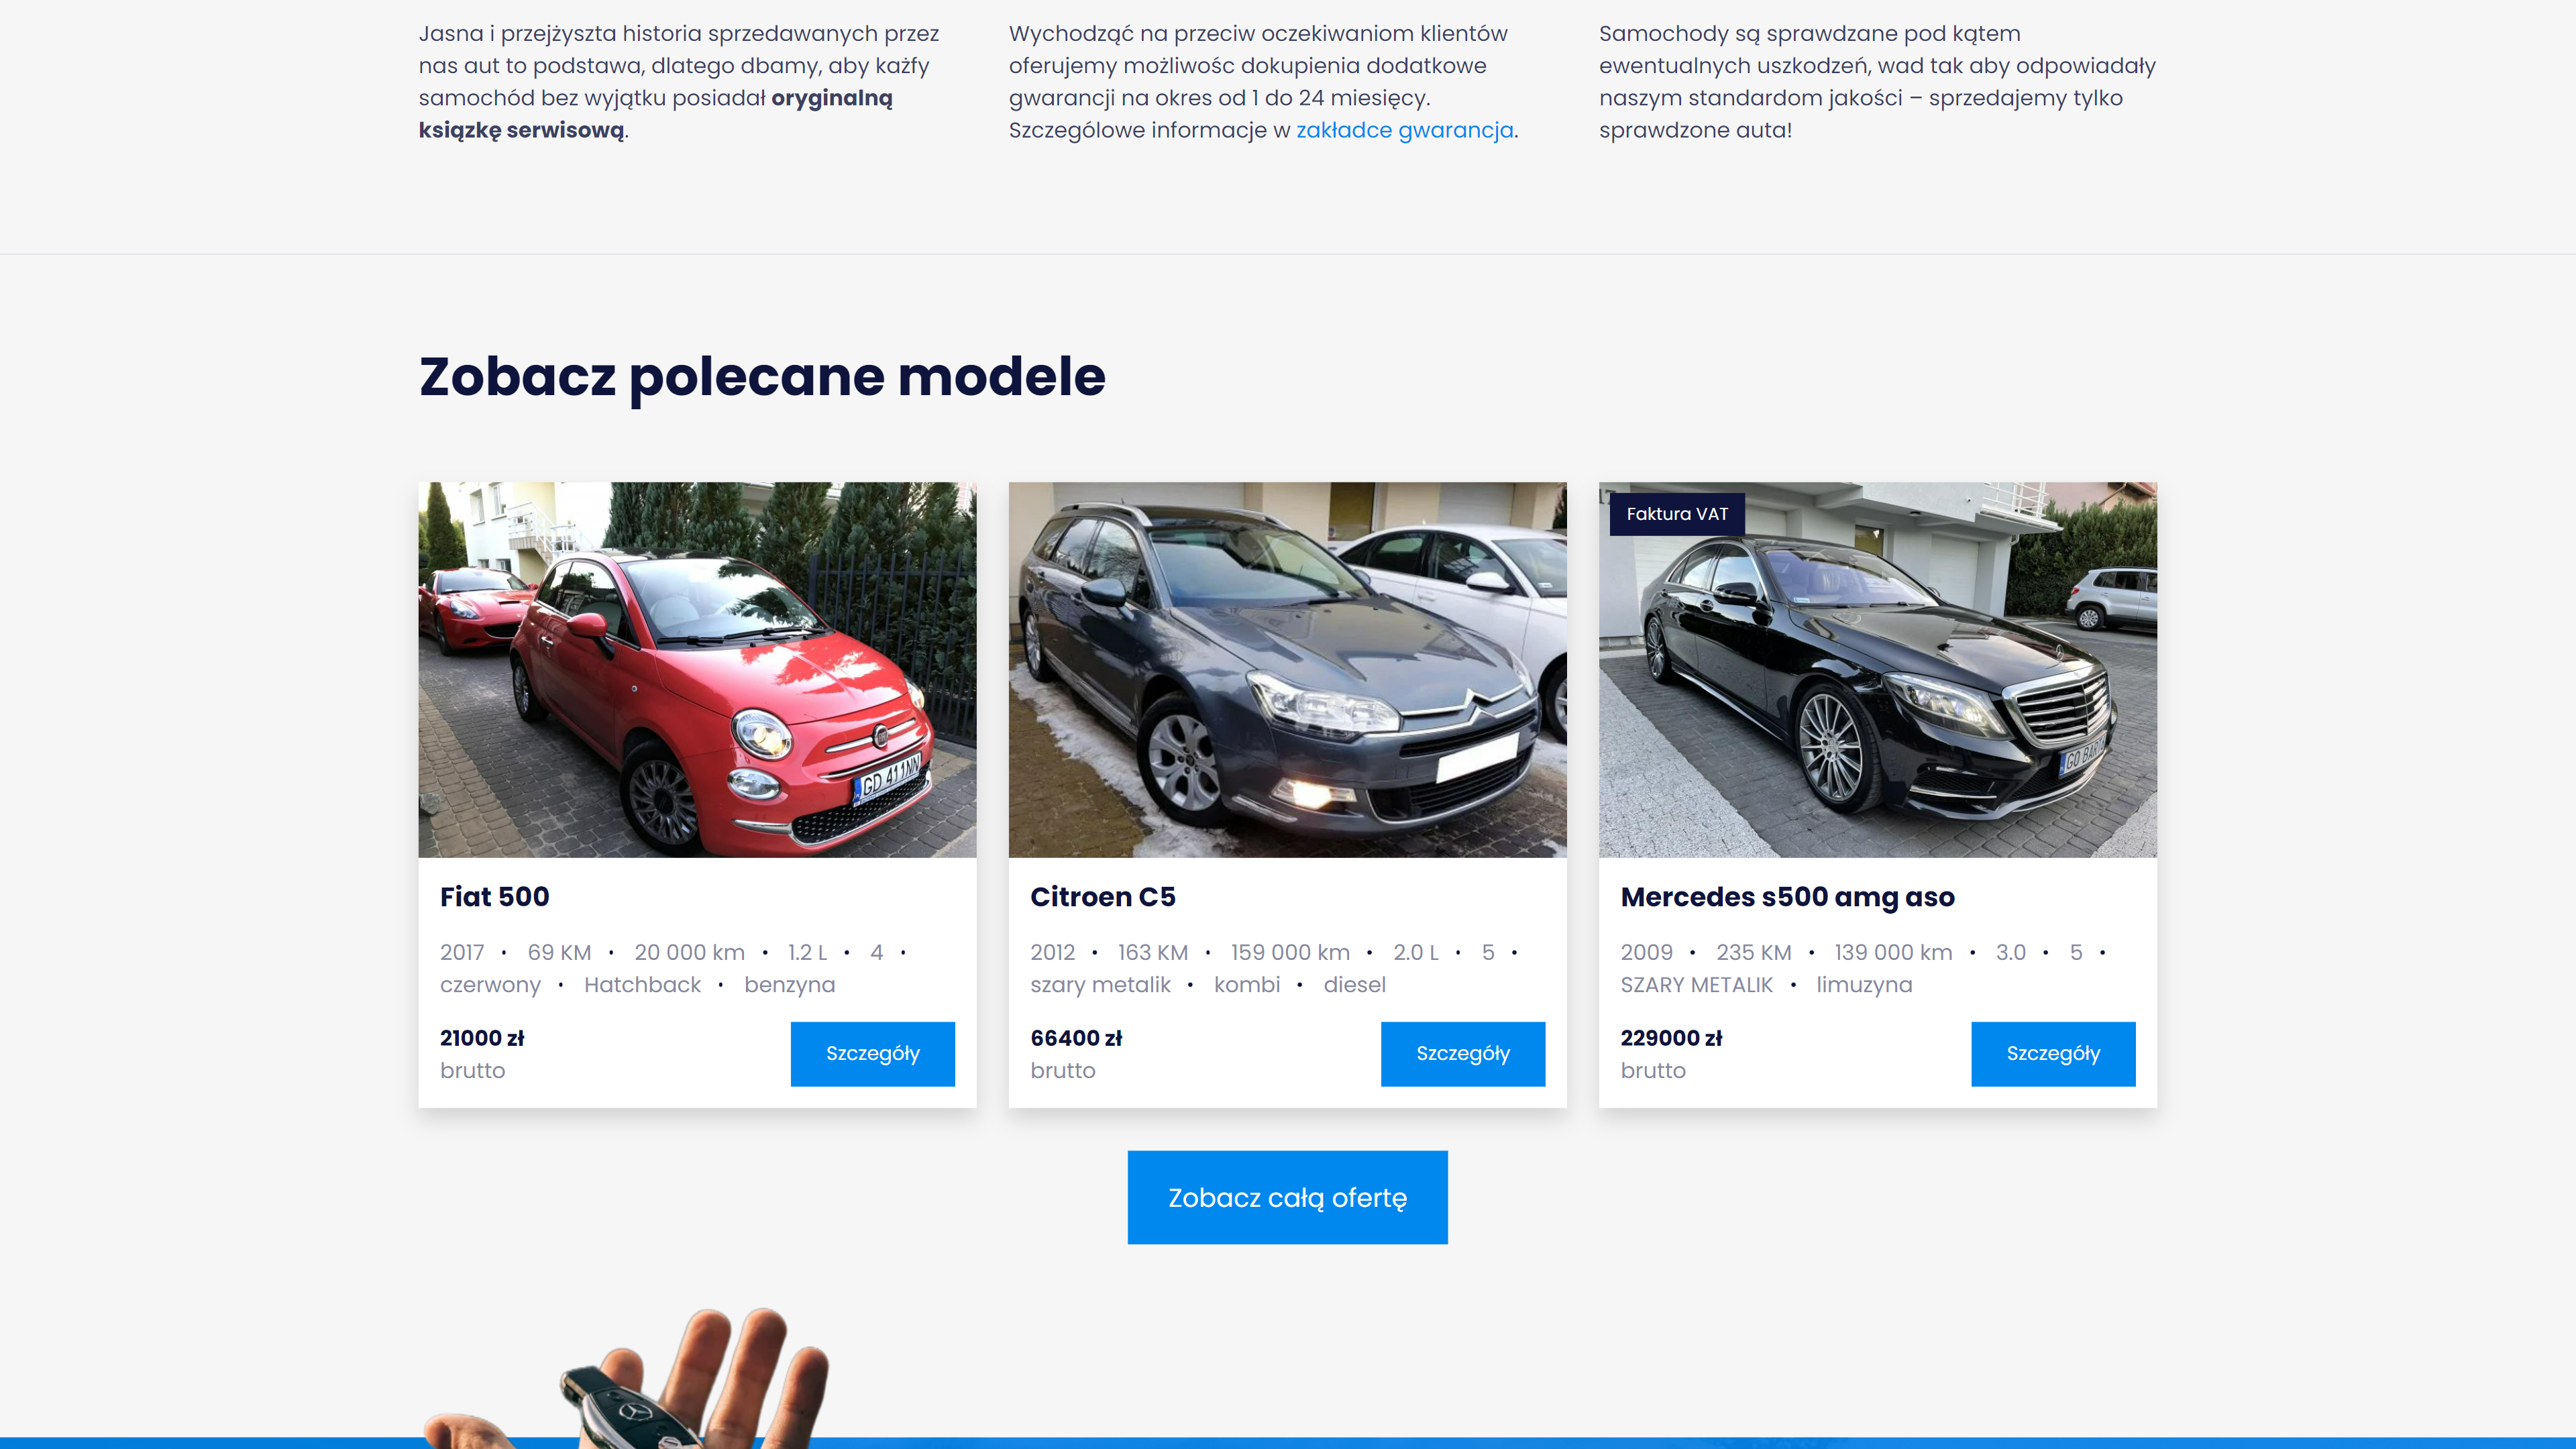 Jasna i przejżyszta historia sprzedawanych przez
nas aut to podstawa, dlatego dbamy, aby każfy
samochód bez wyjątku posiadał oryginalną
ksiązkę serwisową.
Wychodząć na przeciw oczekiwaniom klientów
oferujemy możliwośc dokupienia dodatkowe
gwarancji na okres od 1 do 24 miesięcy.
Szczególowe informacje w zakładce gwarancja.
Samochody są sprawdzane pod kątem
ewentualnych uszkodzeń, wad tak aby odpowiadały
naszym standardom jakości – sprzedajemy tylko
sprawdzone auta!
Zobacz polecane modele
GD 411NN
Fiat 500
2017 • 69 KM • 20 000 km • 1.2 L • 4 •
czerwony • Hatchback • benzyna
21000 zł
brutto
Szczegóły
Citroen C5
2012 • 163 KM • 159 000 km • 2.0 L • 5 •
szary metalik • kombi • diesel
66400 zł
brutto
Szczegóły
Faktura VAT
Mercedes s500 amg aso
2009 • 235 KM • 139 000 km • 3.0 • 5 •
SZARY METALIK • limuzyna
229000 zł
brutto
Szczegóły
Zobacz całą ofertę